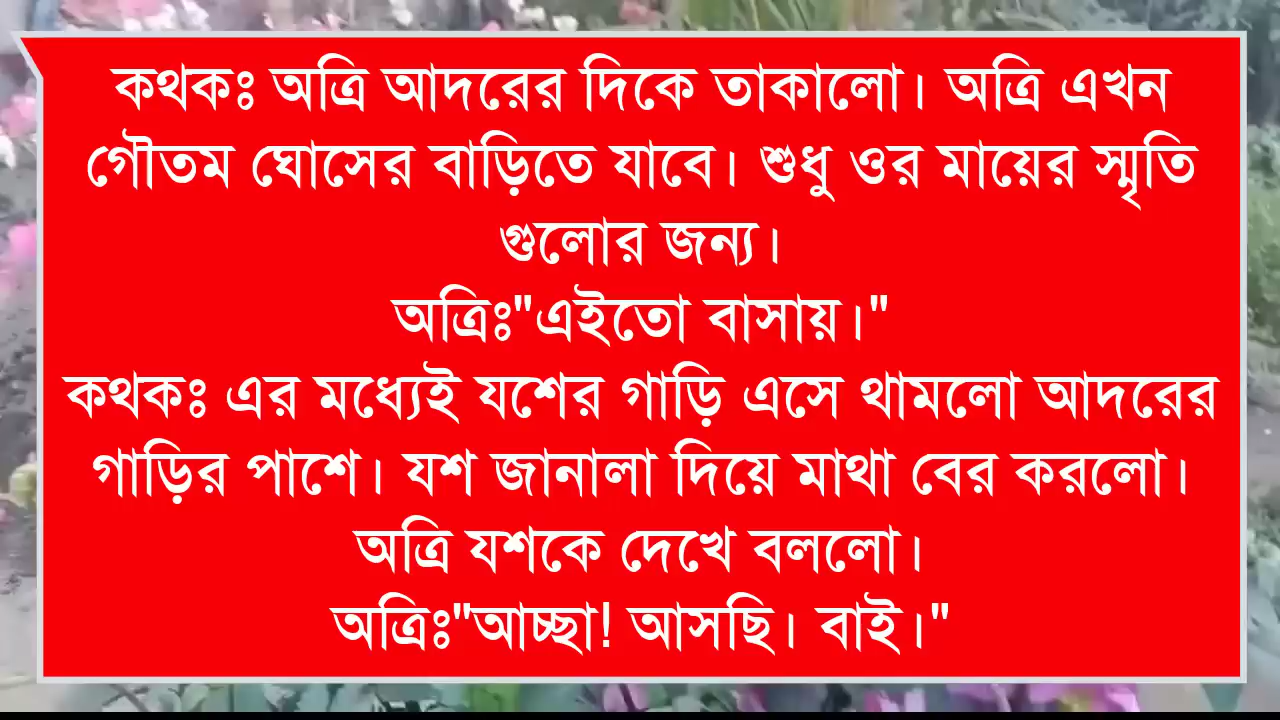 কথকঃ অত্রি আদরের দিকে তাকালো। অত্রি এখন
গৌতম ঘোসের বাড়িতে যাবে। শুধু ওর মায়ের স্মৃতি
গুলোর জন্য।
অত্রিঃ"এইতো বাসায়।"
কথকঃ এর মধ্যেই যশের গাড়ি এসে থামলো আদরের
গাড়ির পাশে। যশ জানালা দিয়ে মাথা বের করলো।
অত্রি যশকে দেখে বললো।
অত্রিঃ"আচ্ছা! আসছি। বাই।"